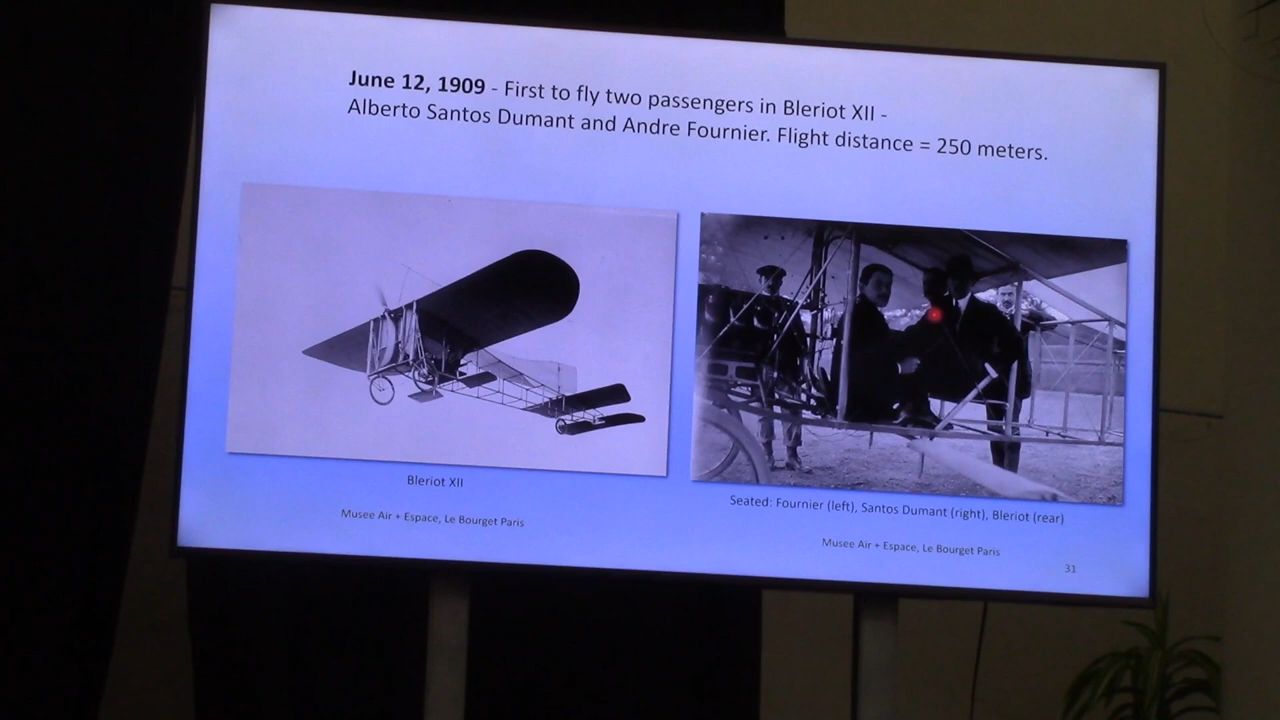 June 12, 1909 - First to fly two passengers in Bleriot XII -
Alberto Santos Dumant and Andre Fournier. Flight distance = 250 meters.
Bleriot XII
Musee Air + Espace, Le Bourget Paris
Seated: Fournier (left), Santos Dumant (right), Bleriot (rear)
Musee Air + Espace, Le Bourget Paris
31